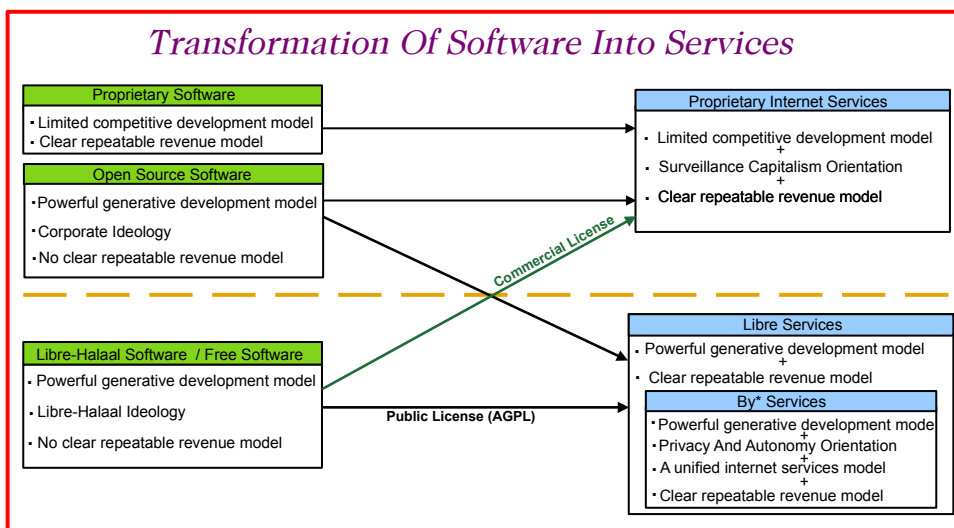 Transformation Of Software Into Services
Proprietary Software
· Limited competitive development model
· Clear repeatable revenue model
Open Source Software
· Powerful generative development model
· Corporate Ideology
· No clear repeatable revenue model
Proprietary Internet Services
· Limited competitive development model
+
· Surveillance Capitalism Orientation
+
· Clear repeatable revenue model
Commercial License
Libre-Halaal Software / Free Software
· Powerful generative development model
· Libre-Halaal Ideology
· No clear repeatable revenue model
Public License (AGPL)
Libre Services
· Powerful generative development model
+
· Clear repeatable revenue model
By* Services
· Powerful generative development mode
+
· Privacy And Autonomy Orientation
+
· A unified internet services model
+
· Clear repeatable revenue model